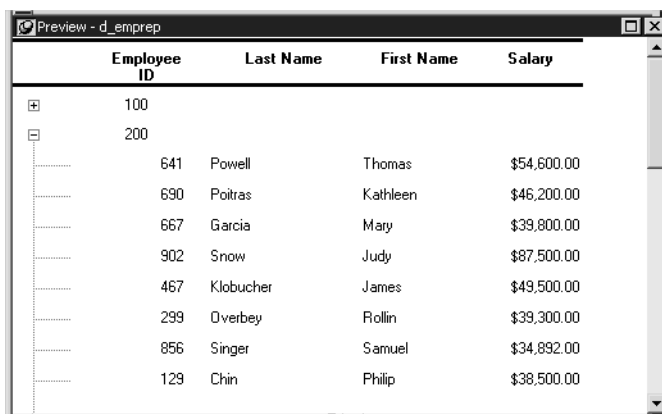 Preview - d_emprep
Employee ID Last Name First Name Salary
100
200
641 Powell Thomas $54,600.00
690 Poitras Kathleen $46,200.00
667 Garcia Mary $39,800.00
902 Snow Judy $87,500.00
467 Klobucher James $49,500.00
299 Overbey Rollin $39,300.00
856 Singer Samuel $34,892.00
129 Chin Philip $38,500.00